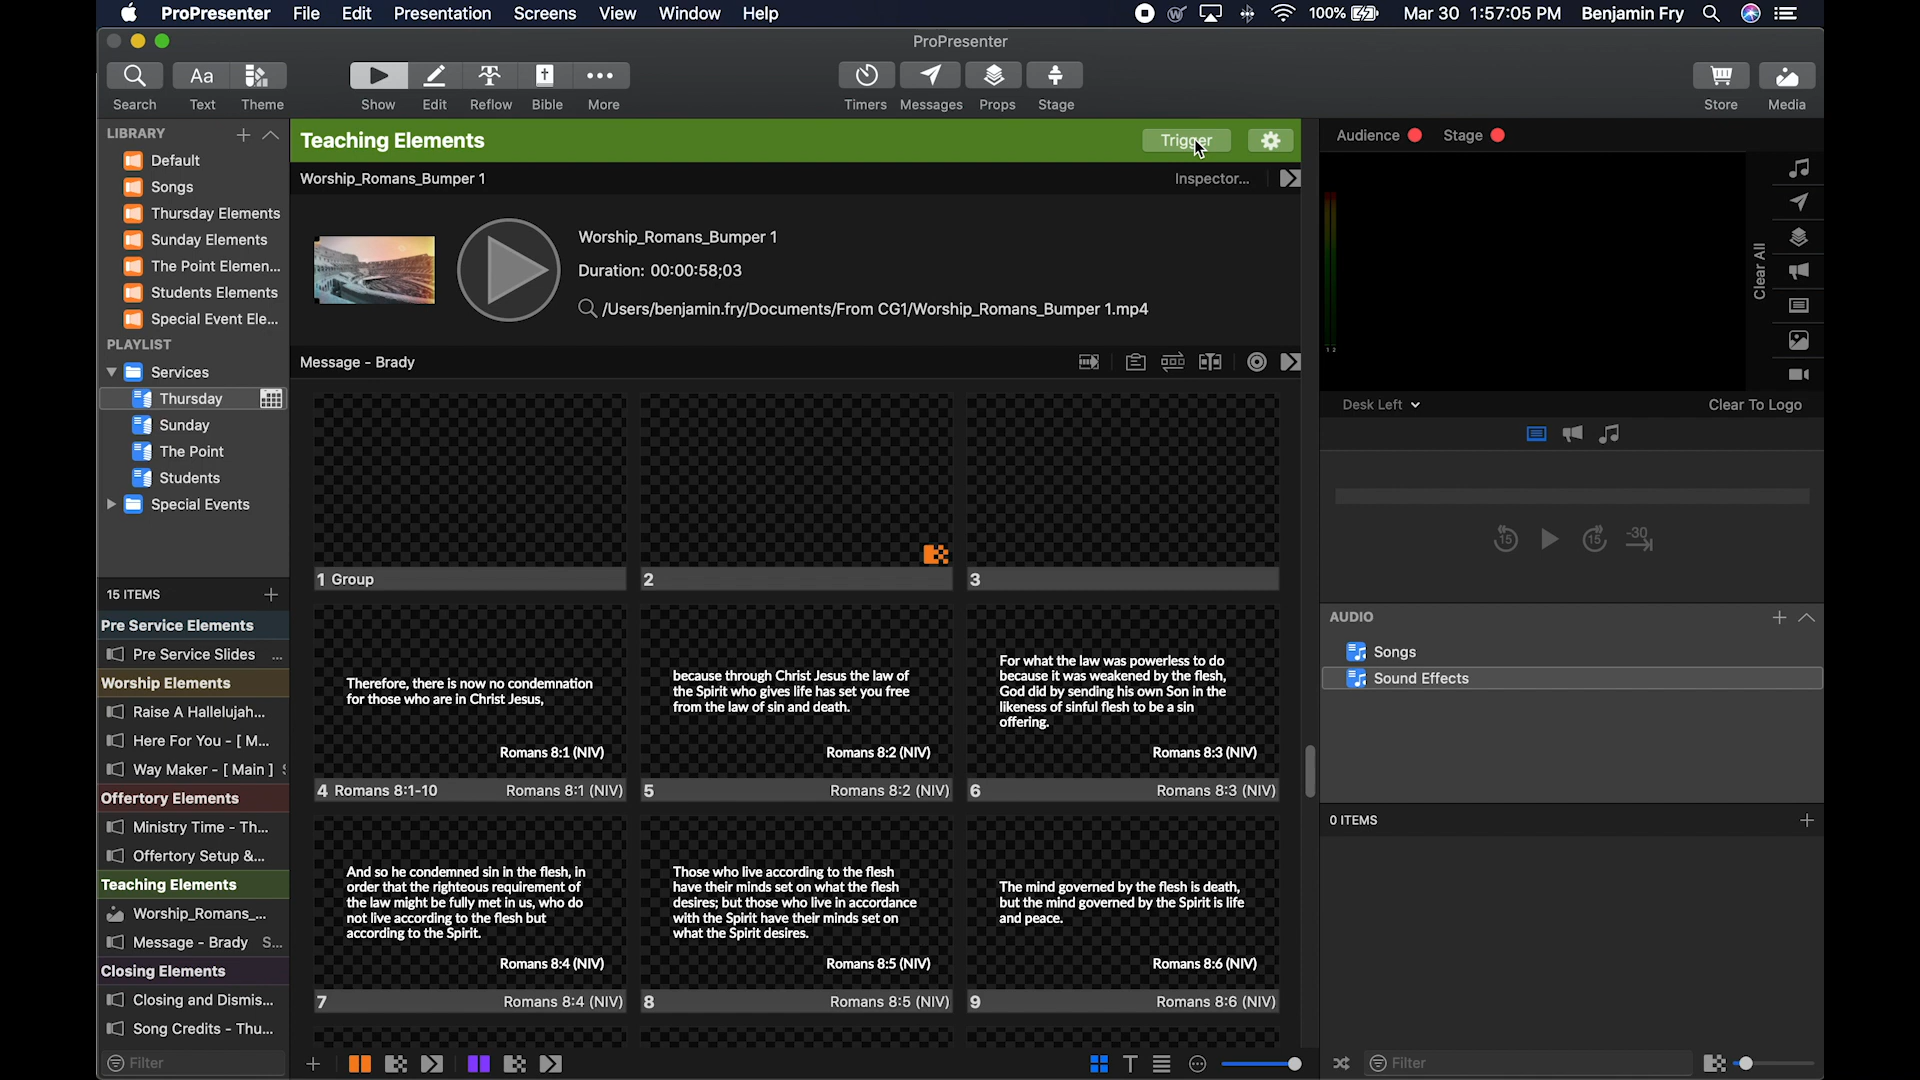 ProPresenter File Edit Presentation Screens View Window Help
100% Mar 30 1:57:05 PM Benjamin Fry
ProPresenter
Search Text Theme Show Edit Reflow Bible More Timers Messages Props Stage Store Media
LIBRARY
Default
Songs
Thursday Elements
Sunday Elements
The Point Elemen...
Students Elements
Special Event Ele...
PLAYLIST
Services
Thursday
Sunday
The Point
Students
Special Events
15 ITEMS
Pre Service Elements
Pre Service Slides ...
Worship Elements
Raise A Hallelujah...
Here For You - [ M...
Way Maker - [ Main ]
Offertory Elements
Ministry Time - Th...
Offertory Setup &...
Teaching Elements
Worship_Romans_...
Message - Brady S...
Closing Elements
Closing and Dismis...
Song Credits - Thu...
Filter
Teaching Elements
Trigger
Worship_Romans_Bumper 1
Inspector...
Worship_Romans_Bumper 1
Duration: 00:00:58;03
/Users/benjamin.fry/Documents/From CG1/Worship_Romans_Bumper 1.mp4
Message - Brady
1 Group
2
3
Therefore, there is now no condemnation
for those who are in Christ Jesus,
Romans 8:1 (NIV)
4 Romans 8:1-10 Romans 8:1 (NIV)
because through Christ Jesus the law of
the Spirit who gives life has set you free
from the law of sin and death.
Romans 8:2 (NIV)
5 Romans 8:2 (NIV)
For what the law was powerless to do
because it was weakened by the flesh,
God did by sending his own Son in the
likeness of sinful flesh to be a sin
offering.
Romans 8:3 (NIV)
6 Romans 8:3 (NIV)
And so he condemned sin in the flesh, in
order that the righteous requirement of
the law might be fully met in us, who do
not live according to the flesh but
according to the Spirit.
Romans 8:4 (NIV)
7 Romans 8:4 (NIV)
Those who live according to the flesh
have their minds set on what the flesh
desires; but those who live in accordance
with the Spirit have their minds set on
what the Spirit desires.
Romans 8:5 (NIV)
8 Romans 8:5 (NIV)
The mind governed by the flesh is death,
but the mind governed by the Spirit is life
and peace.
Romans 8:6 (NIV)
9 Romans 8:6 (NIV)
Audience Stage
1 2
Clear All
Desk Left
Clear To Logo
15 15 -30
AUDIO
Songs
Sound Effects
0 ITEMS
Filter